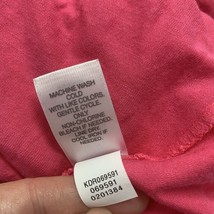 MACHINE WASH
COLD
WITH LIKE COLORS.
GENTLE CYCLE.
ONLY
NON-CHLORINE
BLEACH IF NEEDED.
LINE DRY.
COOL IRON IF
NEEDED.
KDR069591
069591
0201384